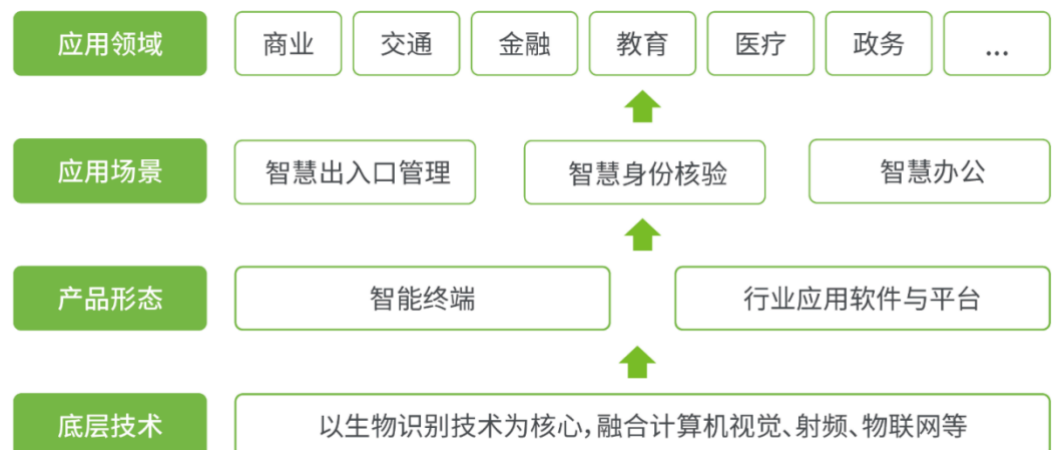 应用领域 商业 交通 金融 教育 医疗 政务 ...
应用场景 智慧出入口管理 智慧身份核验 智慧办公
产品形态 智能终端 行业应用软件与平台
底层技术 以生物识别技术为核心,融合计算机视觉、射频、物联网等